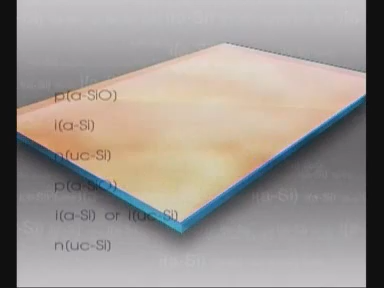 p(a-SiO)
i(a-Si)
n(uc-Si)
p(a-SiO)
i(a-Si) or i(uc-Si)
n(uc-Si)